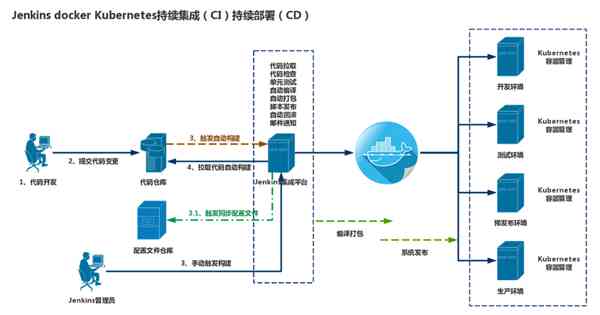 Jenkins docker Kubernetes持续集成（CI）持续部署（CD）
代码拉取
代码检查
单元测试
自动编译
自动打包
脚本发布
自动回滚
邮件通知
Kubernetes
容器管理
开发环境
3、触发自动构建
2、提交代码变更
4、拉取代码自动构建
1、代码开发
代码仓库
Jenkins集成平台
Kubernetes
容器管理
测试环境
3.1、触发同步配置文件
配置文件仓库
编译打包
系统发布
Kubernetes
容器管理
预发布环境
3、手动触发构建
Jenkins管理员
Kubernetes
容器管理
生产环境